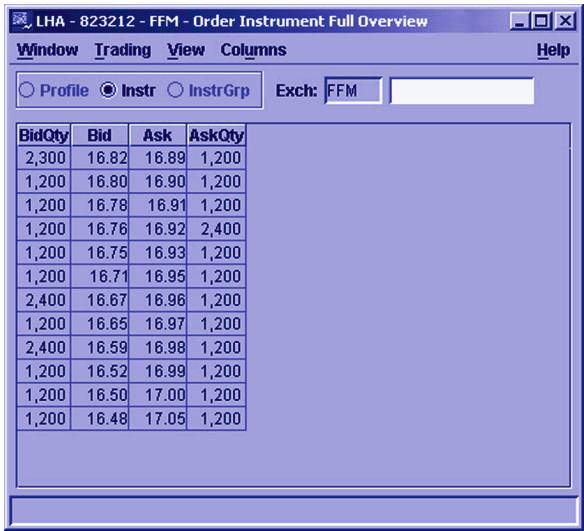 LHA - 823212 - FFM - Order Instrument Full Overview
Window Trading View Columns Help
Profile Instr InstrGrp Exch: FFM
BidQty Bid Ask AskQty
2,300 16.82 16.89 1,200
1,200 16.80 16.90 1,200
1,200 16.78 16.91 1,200
1,200 16.76 16.92 2,400
1,200 16.75 16.93 1,200
1,200 16.71 16.95 1,200
2,400 16.67 16.96 1,200
1,200 16.65 16.97 1,200
2,400 16.59 16.98 1,200
1,200 16.52 16.99 1,200
1,200 16.50 17.00 1,200
1,200 16.48 17.05 1,200